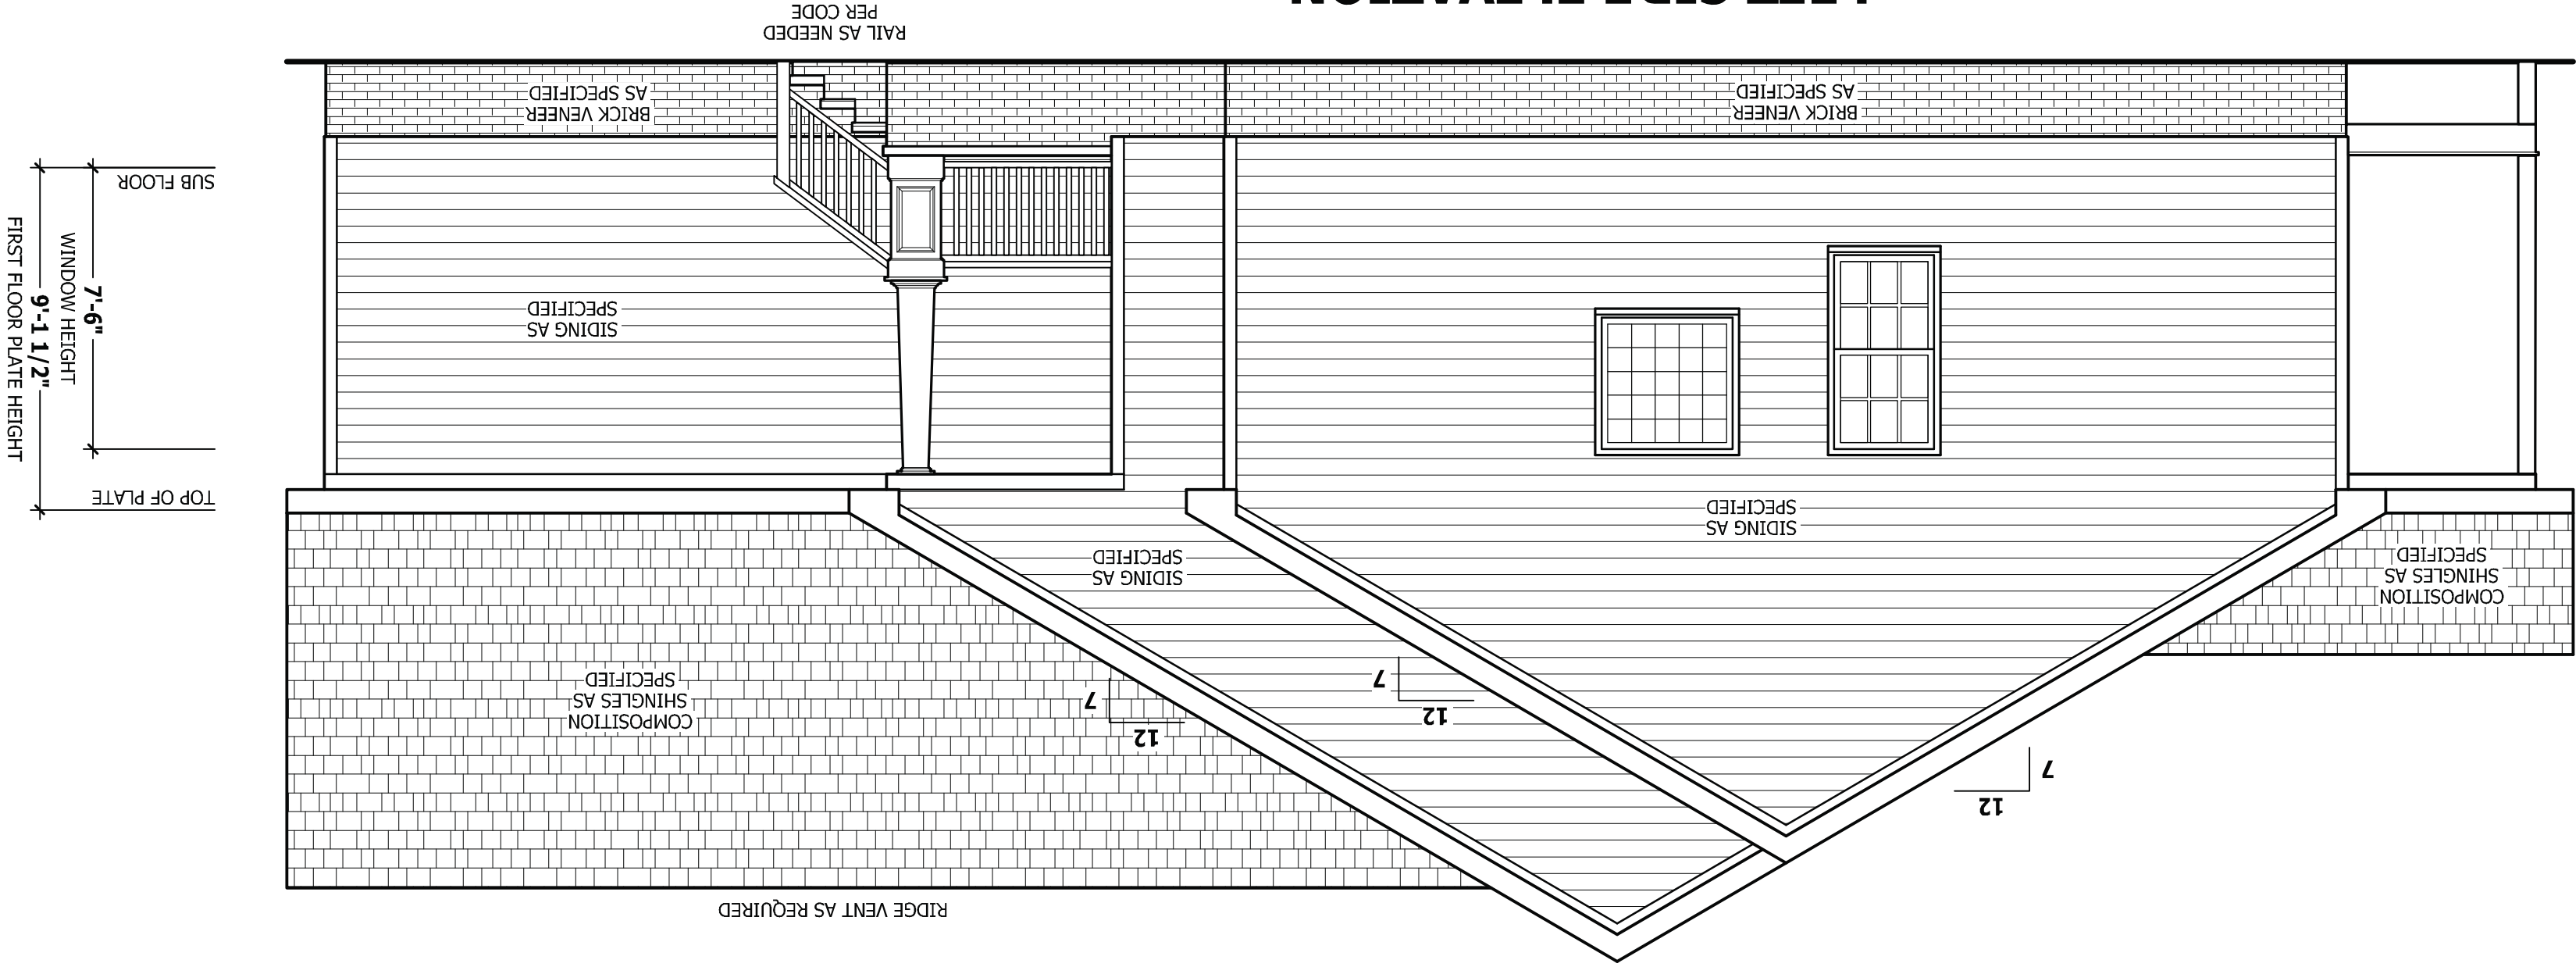 RIDGE VENT AS REQUIRED
12
7
12
7
12
7
COMPOSITION
SHINGLES AS
SPECIFIED
COMPOSITION
SHINGLES AS
SPECIFIED
SIDING AS
SPECIFIED
SIDING AS
SPECIFIED
TOP OF PLATE
SIDING AS
SPECIFIED
7'-6"
WINDOW HEIGHT
9'-1 1/2"
FIRST FLOOR PLATE HEIGHT
SUB FLOOR
BRICK VENEER
AS SPECIFIED
BRICK VENEER
AS SPECIFIED
RAIL AS NEEDED
PER CODE